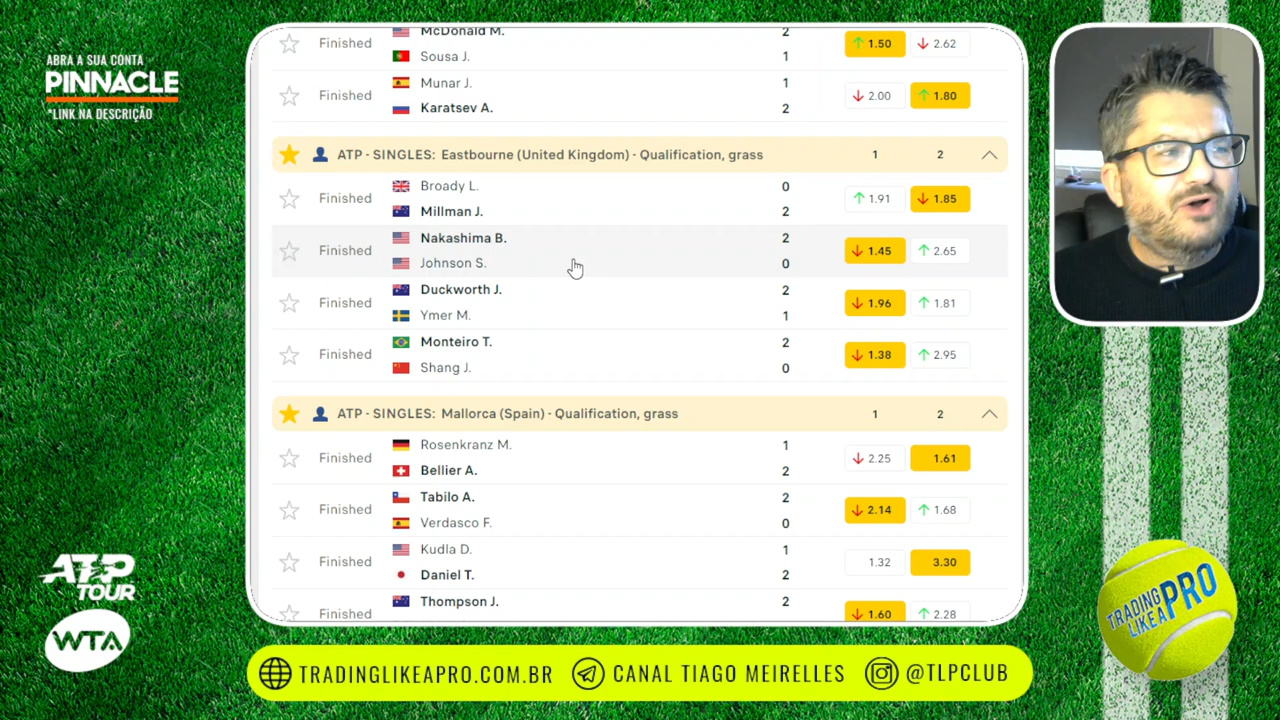 ABRA A SUA CONTA
PINNACLE
*LINK NA DESCRIÇÃO
McDonald M. 2
Finished 1.50 2.62
Sousa J. 1
Munar J. 1
Finished 2.00 1.80
Karatsev A. 2
ATP - SINGLES: Eastbourne (United Kingdom) - Qualification, grass 1 2
Broady L. 0
Finished 1.91 1.85
Millman J. 2
Nakashima B. 2
Finished 1.45 2.65
Johnson S. 0
Duckworth J. 2
Finished 1.96 1.81
Ymer M. 1
Monteiro T. 2
Finished 1.38 2.95
Shang J. 0
ATP - SINGLES: Mallorca (Spain) - Qualification, grass 1 2
Rosenkranz M. 1
Finished 2.25 1.61
Bellier A. 2
Tabilo A. 2
Finished 2.14 1.68
Verdasco F. 0
Kudla D. 1
Finished 1.32 3.30
Daniel T. 2
Thompson J. 2
Finished 1.60 2.28
ATP
TOUR
WTA
TRADING
LIKE A
PRO
TRADINGLIKEAPRO.COM.BR CANAL TIAGO MEIRELLES @TLPCLUB